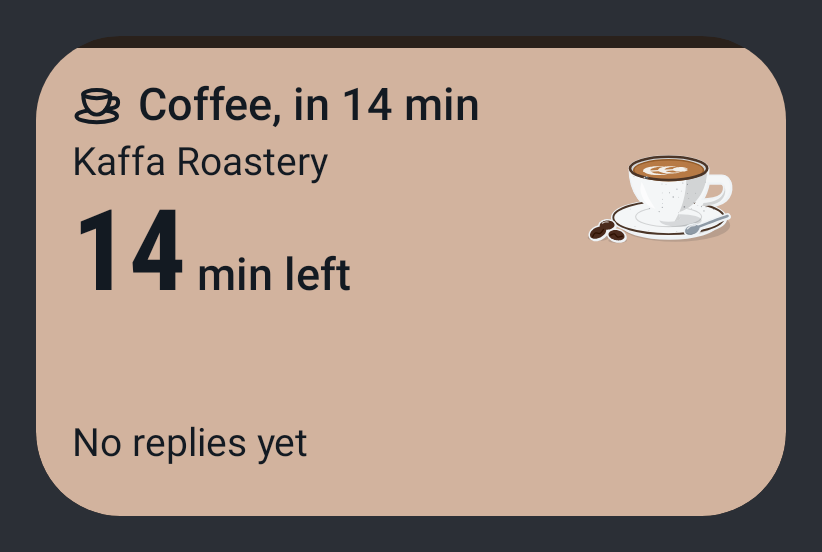 Coffee, in 14 min
Kaffa Roastery
14 min left
No replies yet